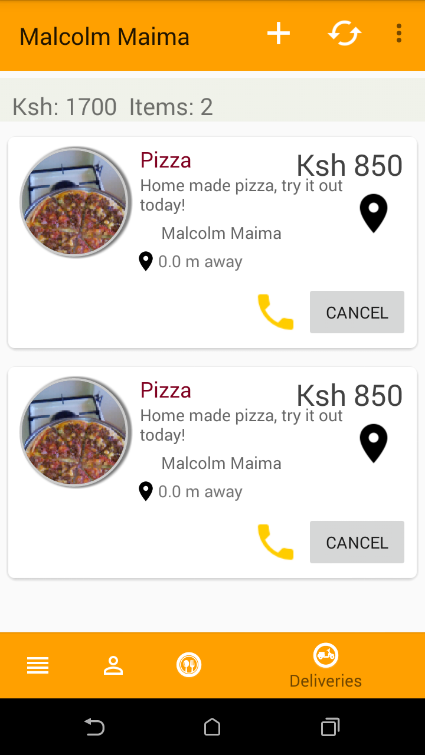 Malcolm Maima
Ksh: 1700 Items: 2
Pizza
Ksh 850
Home made pizza, try it out
today!
Malcolm Maima
0.0 m away
CANCEL
Pizza
Ksh 850
Home made pizza, try it out
today!
Malcolm Maima
0.0 m away
CANCEL
Deliveries